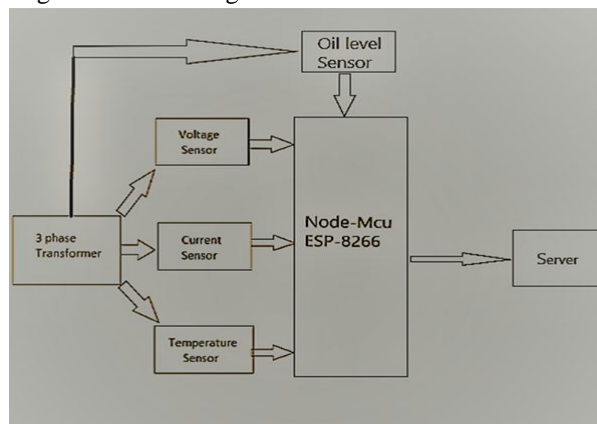 Oil level
Sensor
Voltage
Sensor
3 phase
Transformer
Current
Sensor
Node-Mcu
ESP-8266
Server
Temperature
Sensor